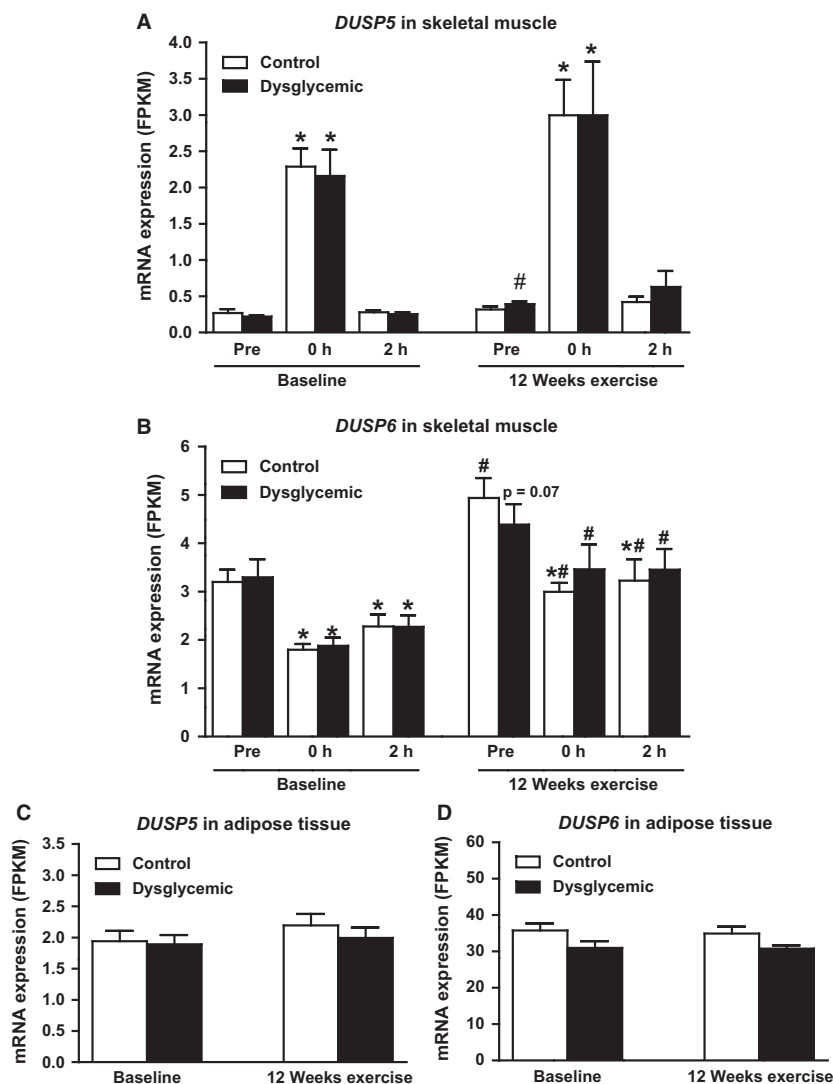 A
DUSP5 in skeletal muscle
mRNA expression (FPKM)
4.0
3.5
3.0
2.5
2.0
1.5
1.0
0.5
0.0
Control
Dysglycemic
* * * *
#
Pre 0 h 2 h Pre 0 h 2 h
Baseline 12 Weeks exercise
B
DUSP6 in skeletal muscle
mRNA expression (FPKM)
6
5
4
3
2
1
0
Control
Dysglycemic
#
p = 0.07
* * * * *# # *# #
Pre 0 h 2 h Pre 0 h 2 h
Baseline 12 Weeks exercise
C
DUSP5 in adipose tissue
mRNA expression (FPKM)
3.5
3.0
2.5
2.0
1.5
1.0
0.5
0.0
Control
Dysglycemic
Baseline 12 Weeks exercise
D
DUSP6 in adipose tissue
mRNA expression (FPKM)
60
50
40
30
20
10
0
Control
Dysglycemic
Baseline 12 Weeks exercise